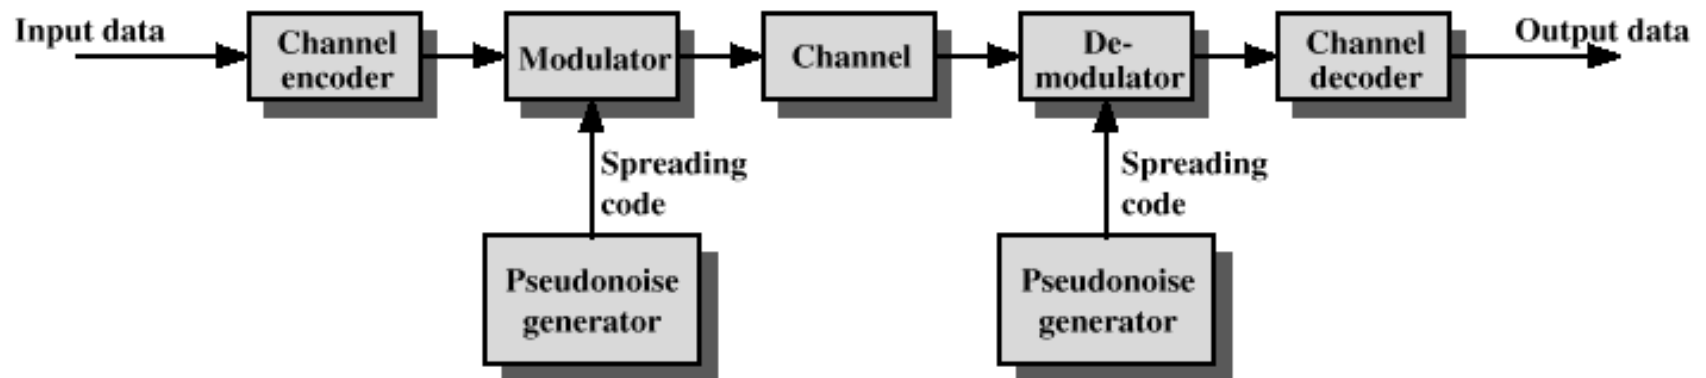 Input data
Channel
encoder
Modulator
Channel
De-
modulator
Channel
decoder
Output data
Spreading
code
Spreading
code
Pseudonoise
generator
Pseudonoise
generator